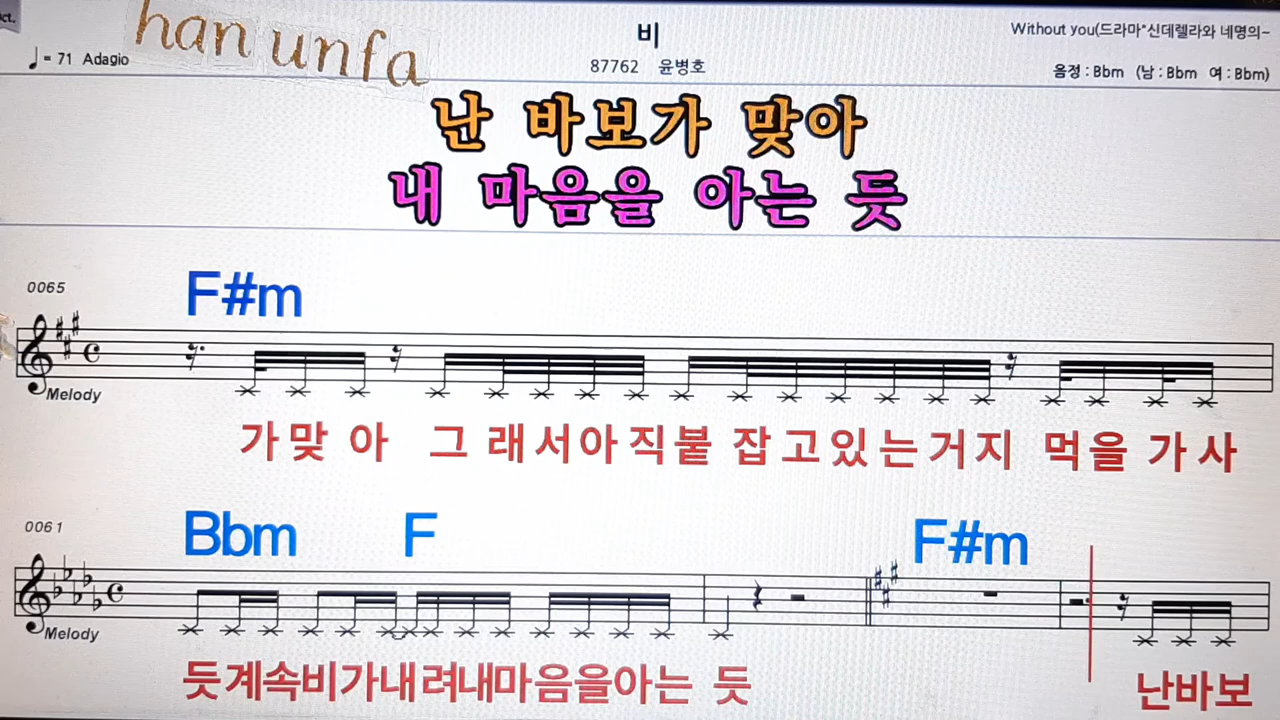 ct.
han unfa
비
Without you(드라마"신데렐라와 네명의~
♩= 71 Adagio
87762 윤병호
음정 : Bbm (남 : Bbm 여 : Bbm)
난 바보가 맞아
내 마음을 아는 듯
0065
F#m
Melody
가맞 아 그 래서아직붙 잡고있는거지 먹을 가사
0061
Bbm F F#m
Melody
듯계속비가내려내마음을아는 듯 난바보